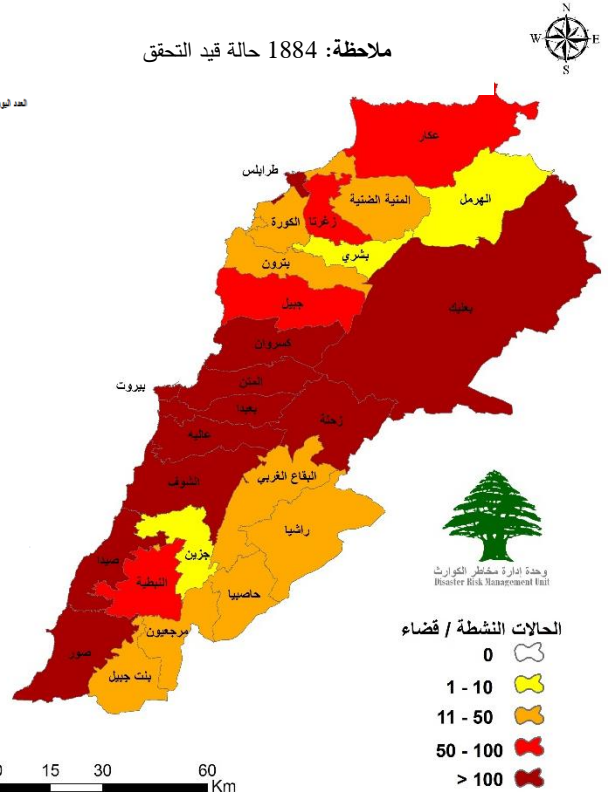 N
W E
S
ملاحظة: 1884 حالة قيد التحقق
عكار
طرابلس
المنية الضنية
الهرمل
زغرتا
الكورة
بشري
بترون
بعلبك
جبيل
كسروان
المتن
بيروت
بعبدا
زحلة
عاليه
البقاع الغربي
الشوف
راشيا
جزين
صيدا
النبطية
حاصبيا
مرجعيون
صور
بنت جبيل
وحدة إدارة مخاطر الكوارث
Disaster Risk Management Unit
الحالات النشطة / قضاء
0
1 - 10
11 - 50
50 - 100
> 100
0 15 30 60
Km